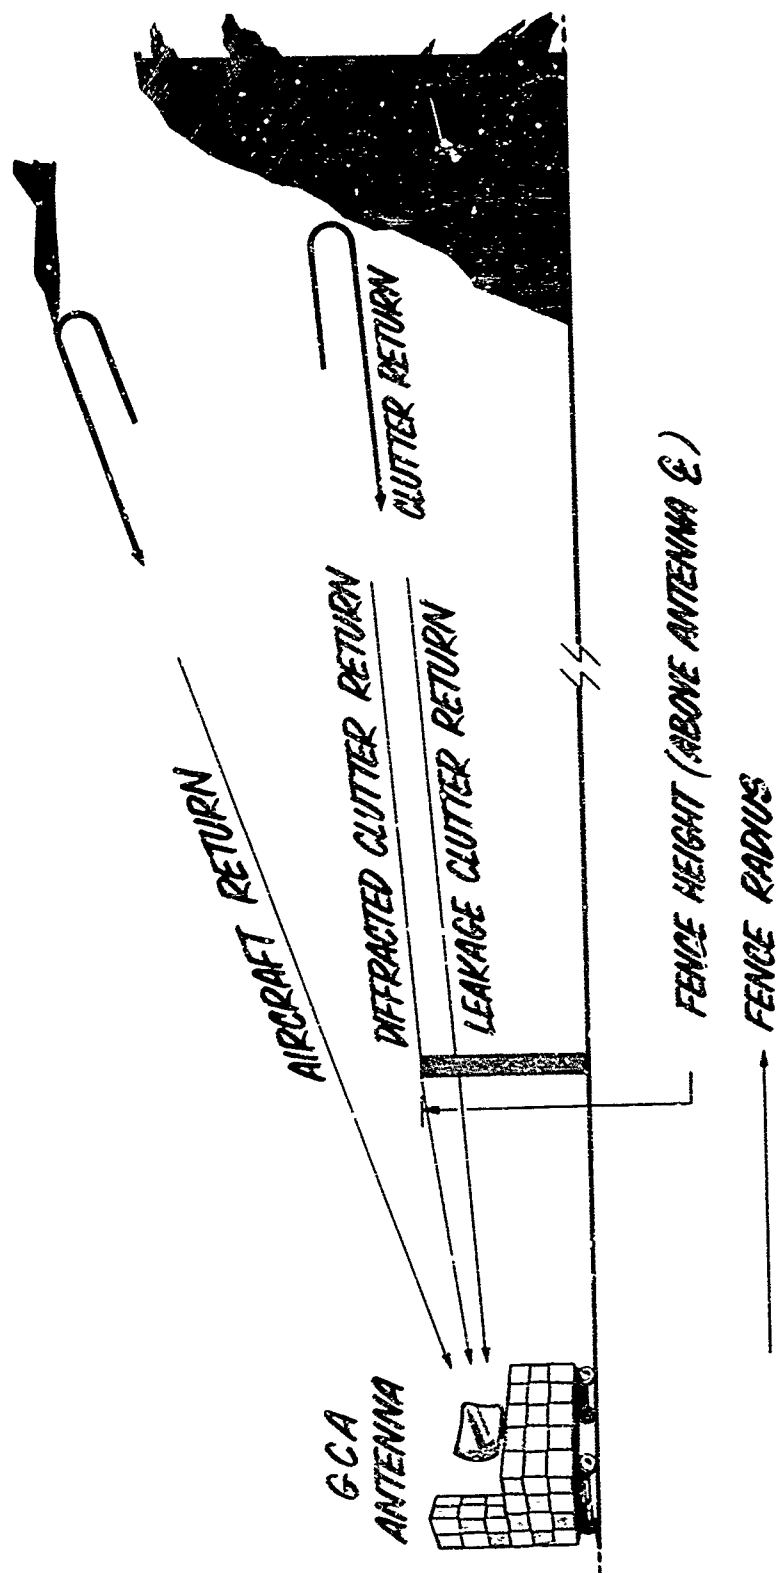 GCA
ANTENNA
AIRCRAFT RETURN
DIFFRACTED CLUTTER RETURN
LEAKAGE CLUTTER RETURN
CLUTTER RETURN
FENCE HEIGHT (ABOVE ANTENNA ℄)
FENCE RADIUS